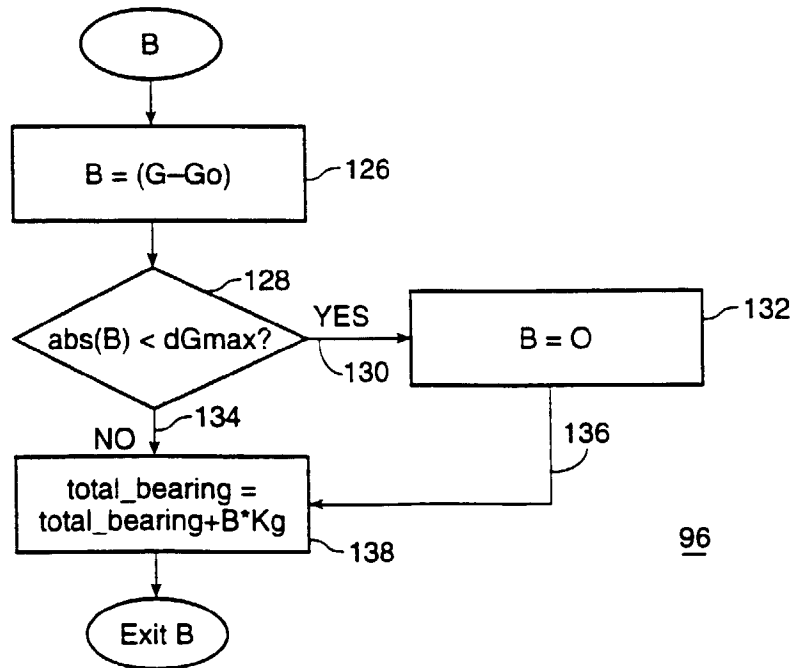 B
B = (G–Go)
126
128
abs(B) < dGmax?
YES
130
B = O
132
134
NO
136
total_bearing =
total_bearing+B*Kg
138
96
Exit B